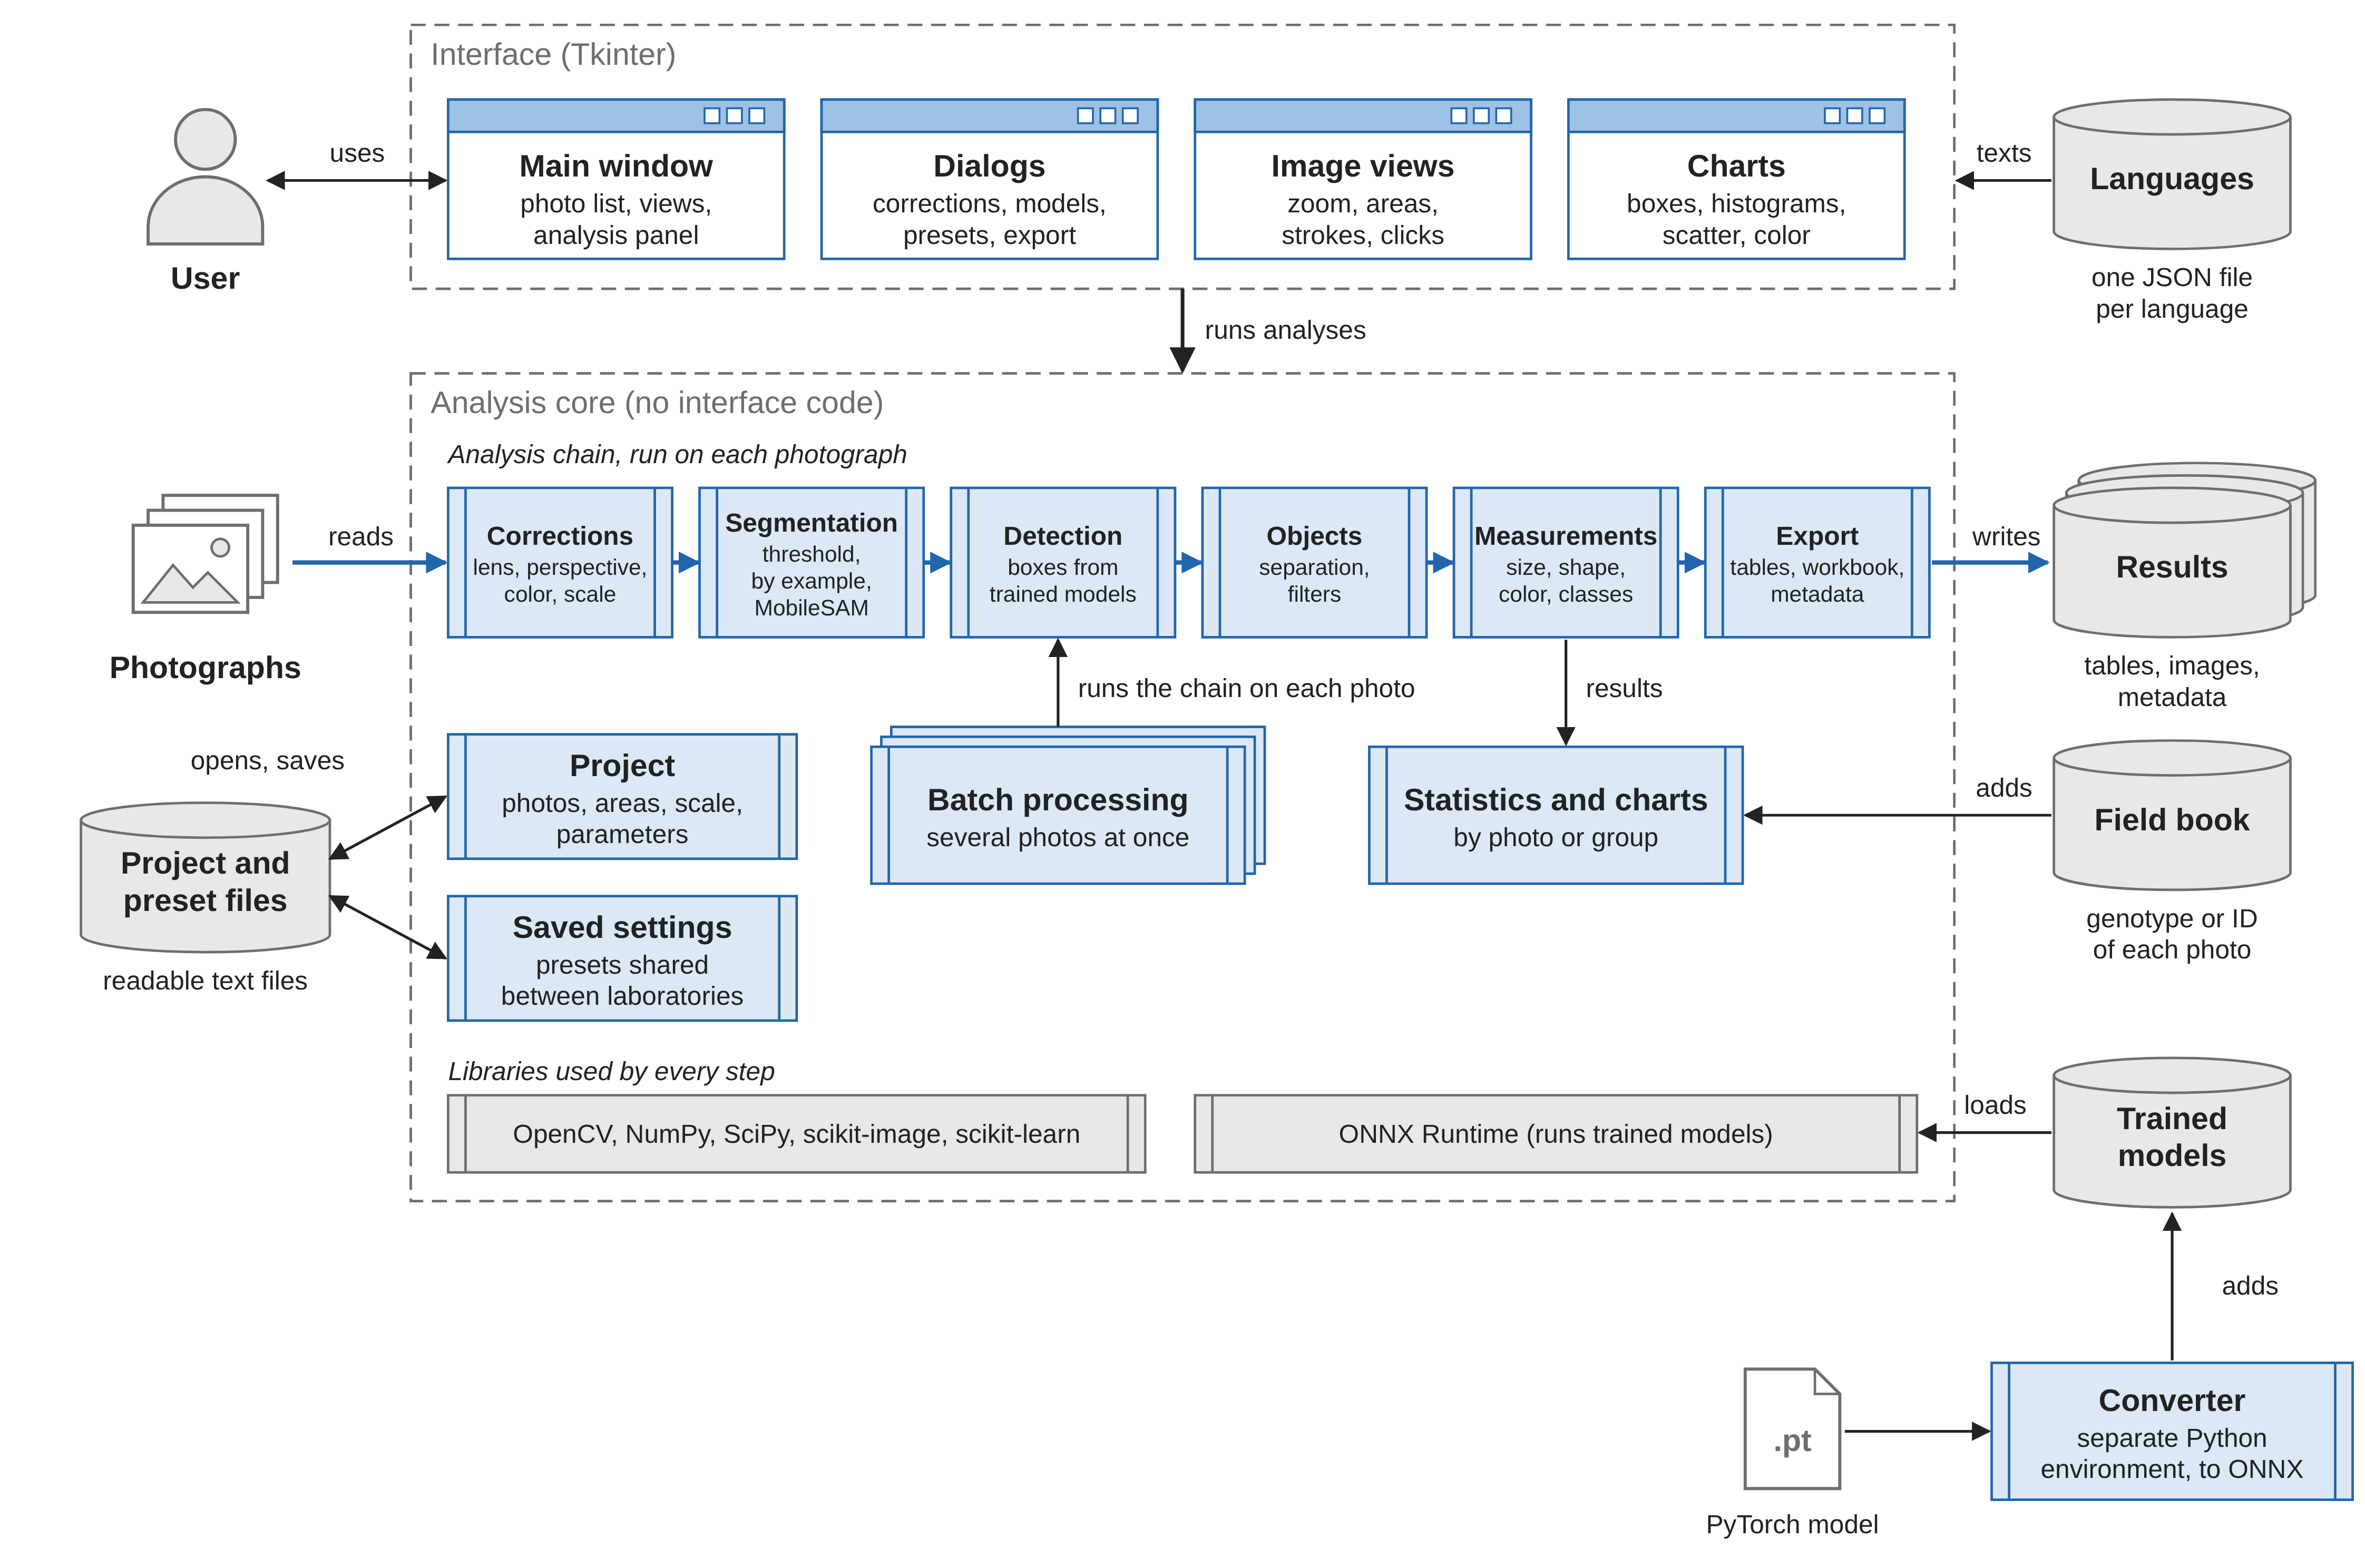 Interface (Tkinter)
uses
User
Main window
photo list, views,
analysis panel
Dialogs
corrections, models,
presets, export
Image views
zoom, areas,
strokes, clicks
Charts
boxes, histograms,
scatter, color
texts
Languages
one JSON file
per language
runs analyses
Analysis core (no interface code)
Analysis chain, run on each photograph
Photographs
reads
Corrections
lens, perspective,
color, scale
Segmentation
threshold,
by example,
MobileSAM
Detection
boxes from
trained models
Objects
separation,
filters
Measurements
size, shape,
color, classes
Export
tables, workbook,
metadata
writes
Results
tables, images,
metadata
runs the chain on each photo
results
opens, saves
Project and
preset files
readable text files
Project
photos, areas, scale,
parameters
Saved settings
presets shared
between laboratories
Batch processing
several photos at once
Statistics and charts
by photo or group
adds
Field book
genotype or ID
of each photo
Libraries used by every step
OpenCV, NumPy, SciPy, scikit-image, scikit-learn
ONNX Runtime (runs trained models)
loads
Trained
models
adds
.pt
PyTorch model
Converter
separate Python
environment, to ONNX